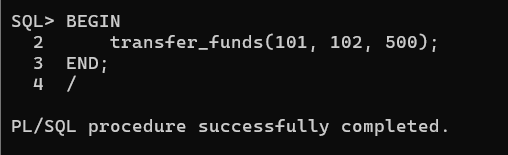 SQL> BEGIN
  2      transfer_funds(101, 102, 500);
  3  END;
  4  /
PL/SQL procedure successfully completed.